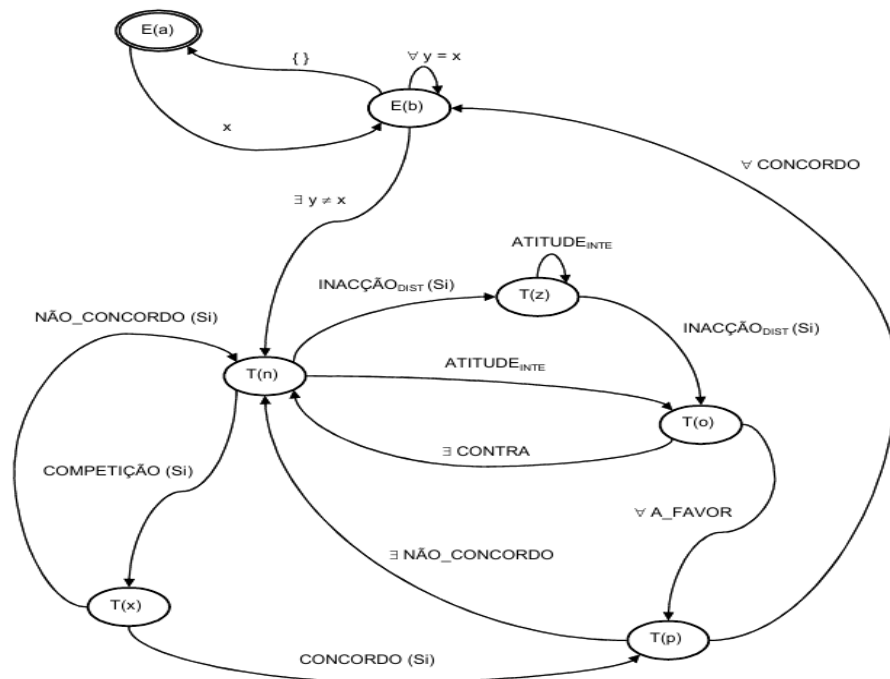 E(a)
{ }
∀ y = x
E(b)
x
∀ CONCORDO
∃ y ≠ x
ATITUDE_INTE
INACÇÃO_DIST (Si)
T(z)
NÃO_CONCORDO (Si)
INACÇÃO_DIST (Si)
ATITUDE_INTE
T(n)
T(o)
∃ CONTRA
COMPETIÇÃO (Si)
∀ A_FAVOR
∃ NÃO_CONCORDO
T(x)
T(p)
CONCORDO (Si)